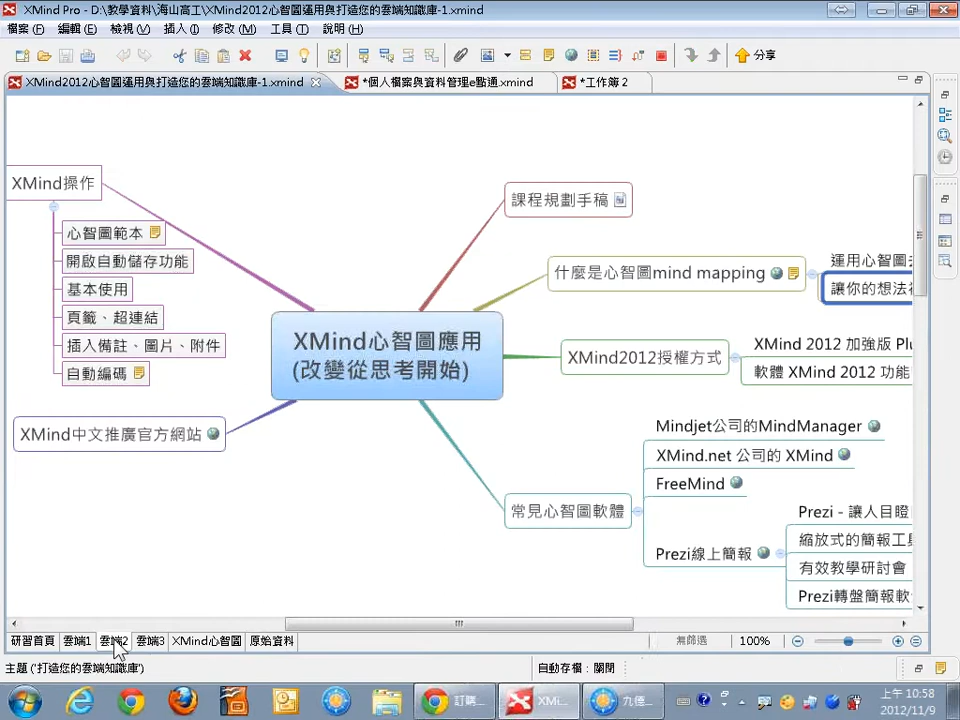 XMind Pro - D:\教學資料\海山高工\XMind2012心智圖運用與打造您的雲端知識庫-1.xmind
檔案(F) 編輯(E) 檢視(V) 插入(I) 修改(M) 工具(T) 說明(H)
分享
XMind2012心智圖運用與打造您的雲端知識庫-1.xmind
*個人檔案與資料管理e點通.xmind
*工作簿 2
XMind操作
心智圖範本
開啟自動儲存功能
基本使用
頁籤、超連結
插入備註、圖片、附件
自動編碼
XMind中文推廣官方網站
XMind心智圖應用
(改變從思考開始)
課程規劃手稿
什麼是心智圖mind mapping
運用心智圖
讓你的想法
XMind2012授權方式
XMind 2012 加強版 Pl
軟體 XMind 2012 功能
常見心智圖軟體
Mindjet公司的MindManager
XMind.net 公司的 XMind
FreeMind
Prezi線上簡報
Prezi - 讓人目瞪
縮放式的簡報工
有效教學研討會
Prezi轉盤簡報軟
研習首頁 雲端1 雲端2 雲端3 XMind心智圖 原始資料
無篩選 100%
主題 ('打造您的雲端知識庫')
自動存檔：關閉
訂購...
XMi...
九德...
上午 10:58
2012/11/9